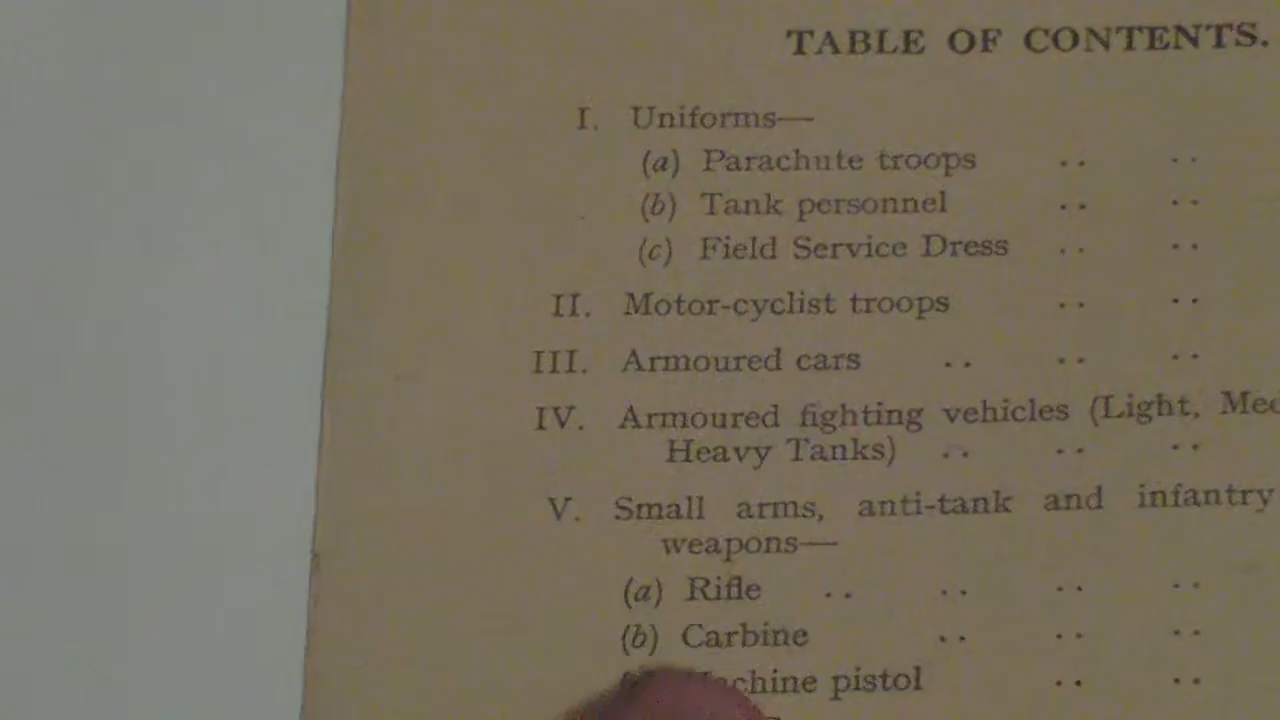 TABLE OF CONTENTS.
I. Uniforms—
(a) Parachute troops .. ..
(b) Tank personnel .. ..
(c) Field Service Dress .. ..
II. Motor-cyclist troops .. ..
III. Armoured cars .. .. ..
IV. Armoured fighting vehicles (Light,
Heavy Tanks) .. .. ..
V. Small arms, anti-tank and infantry
weapons—
(a) Rifle .. .. .. ..
(b) Carbine .. .. ..
pistol .. ..